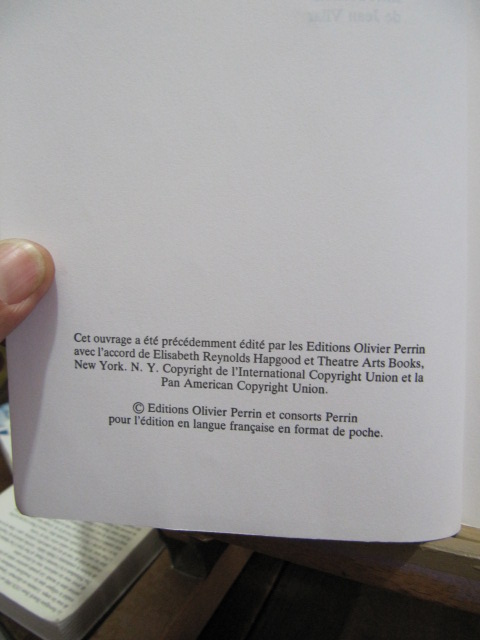 Cet ouvrage a été précédemment édité par les Editions Olivier Perrin
avec l'accord de Elisabeth Reynolds Hapgood et Theatre Arts Books,
New York. N. Y. Copyright de l'International Copyright Union et la
Pan American Copyright Union.
© Editions Olivier Perrin et consorts Perrin
pour l'édition en langue française en format de poche.